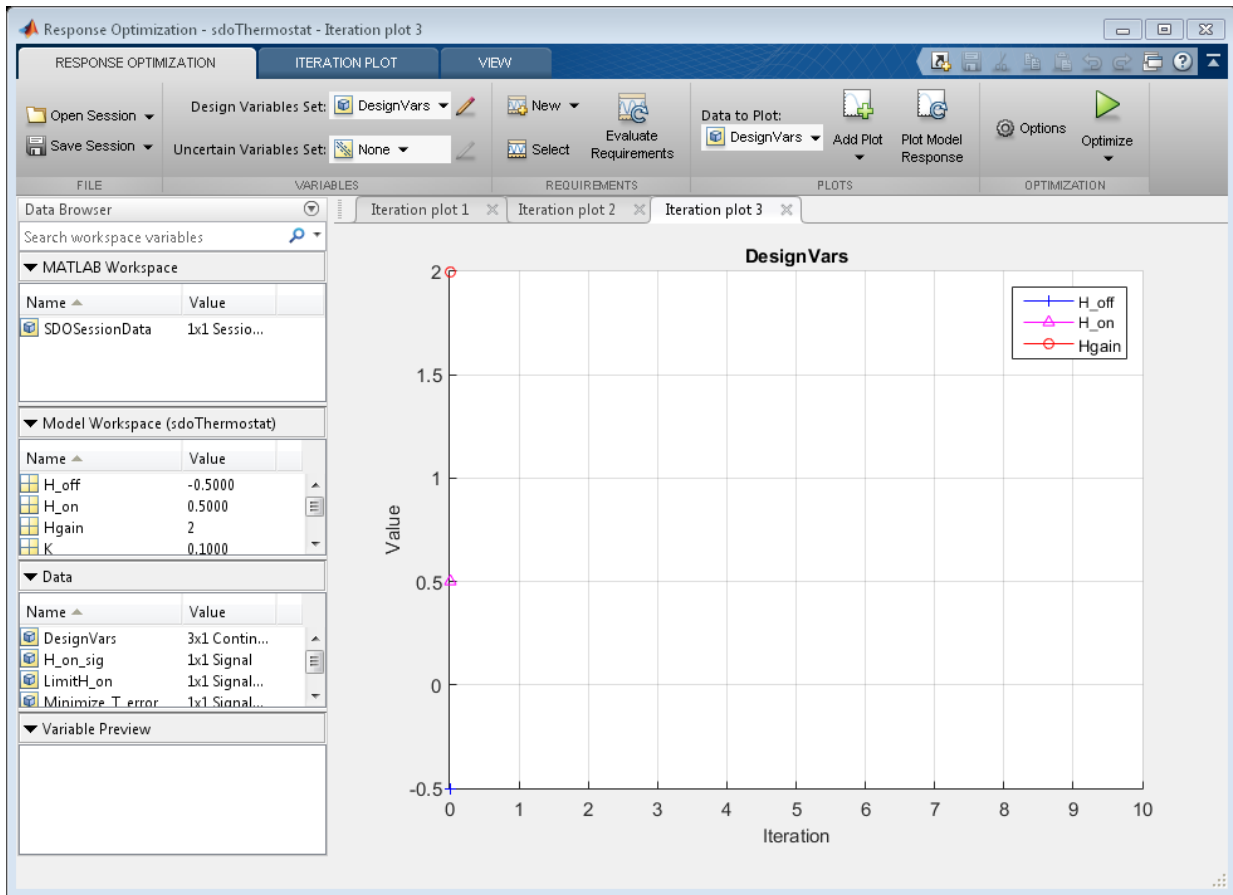 Response Optimization - sdoThermostat - Iteration plot 3
RESPONSE OPTIMIZATION ITERATION PLOT VIEW
Open Session
Save Session
FILE
Design Variables Set: DesignVars
Uncertain Variables Set: None
VARIABLES
New
Select
Evaluate
Requirements
REQUIREMENTS
Data to Plot:
DesignVars
Add Plot
Plot Model
Response
PLOTS
Options
Optimize
OPTIMIZATION
Data Browser
Search workspace variables
MATLAB Workspace
Name Value
SDOSessionData 1x1 Sessio...
Model Workspace (sdoThermostat)
Name Value
H_off -0.5000
H_on 0.5000
Hgain 2
K 0.1000
Data
Name Value
DesignVars 3x1 Contin...
H_on_sig 1x1 Signal
LimitH_on 1x1 Signal...
Minimize_T_error 1x1 Signal...
Variable Preview
Iteration plot 1 Iteration plot 2 Iteration plot 3
DesignVars
H_off
H_on
Hgain
2
1.5
1
0.5
0
-0.5
Value
0 1 2 3 4 5 6 7 8 9 10
Iteration